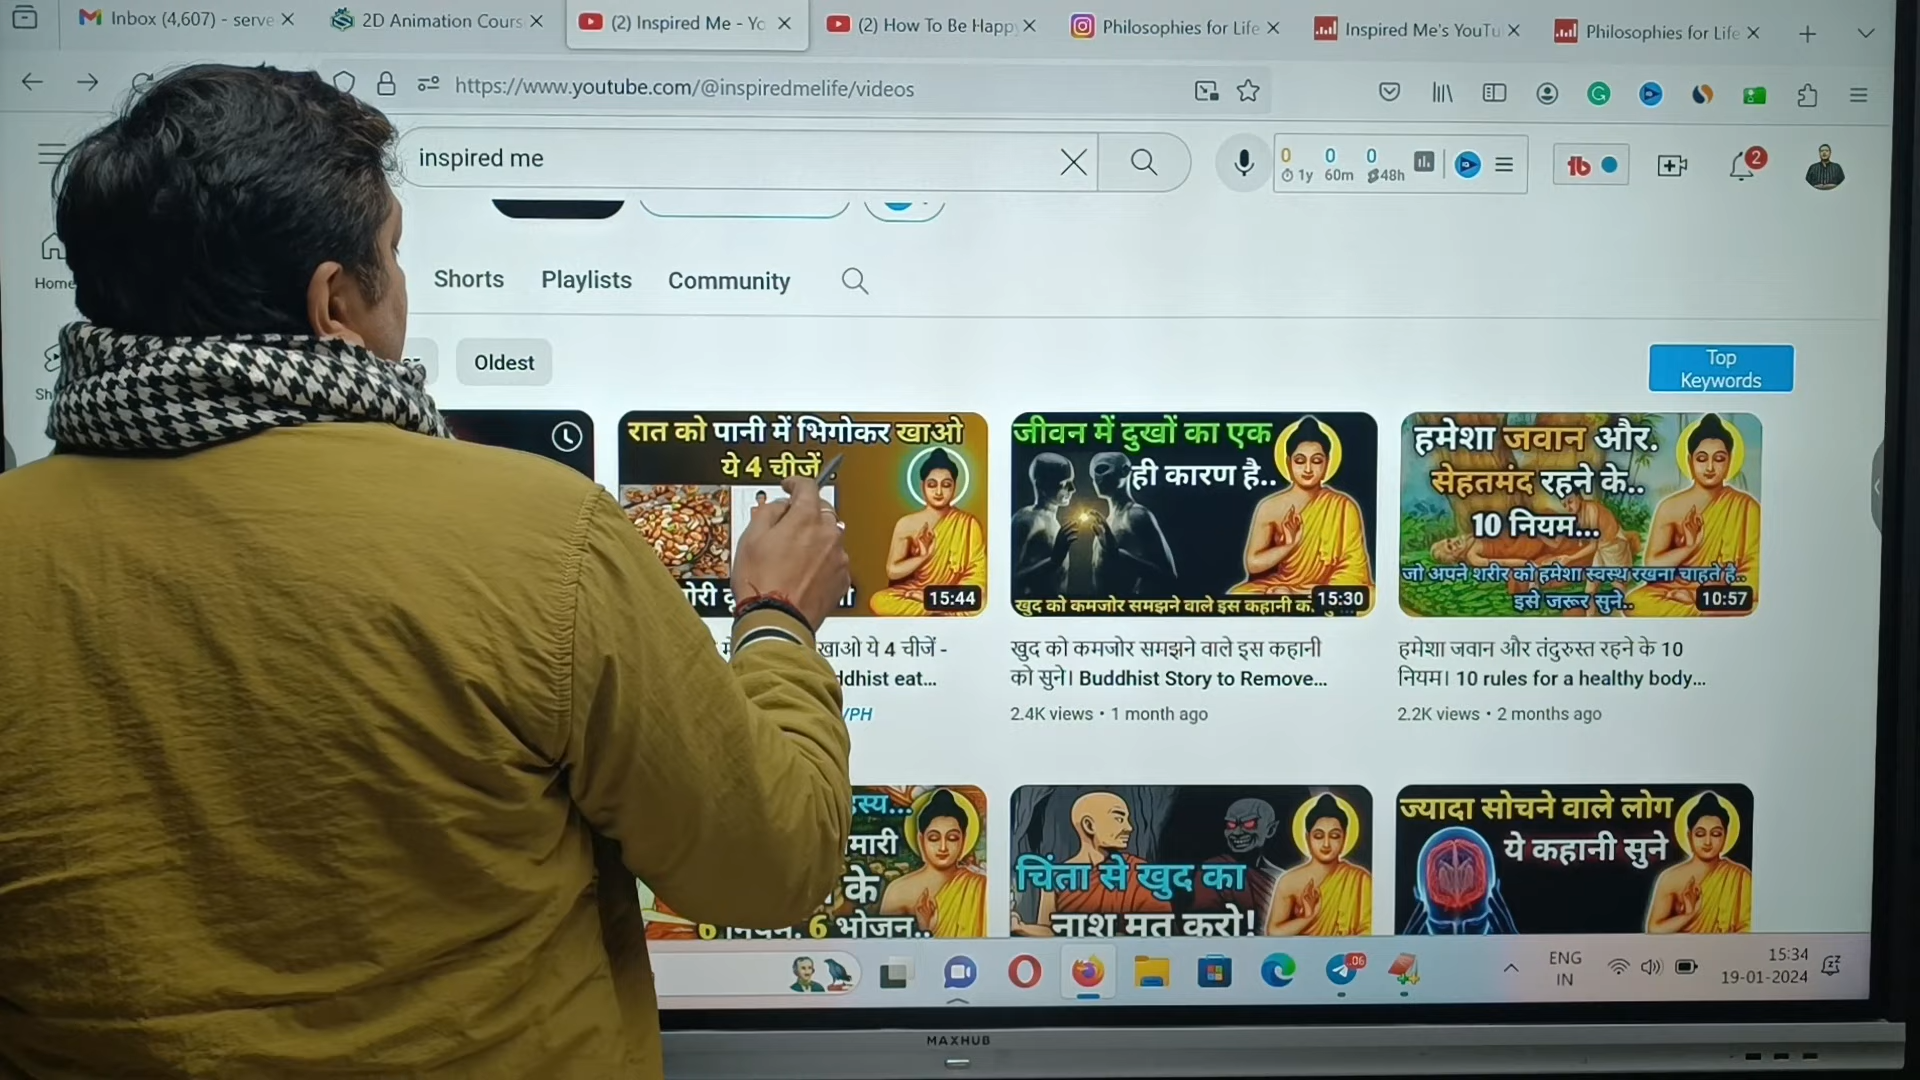 Inbox (4,607) - serve
2D Animation Cours
(2) Inspired Me - Yo
(2) How To Be Happ
Philosophies for Life
Inspired Me's YouTu
Philosophies for Life
https://www.youtube.com/@inspiredmelife/videos
inspired me
0 0 0
1y 60m 48h
2
Home
Shorts Playlists Community
Oldest
Top
Keywords
रात को पानी में भिगोकर खाओ
ये 4 चीजें
15:44
जीवन में दुखों का एक
ही कारण है..
खुद को कमजोर समझने वाले इस कहानी
15:30
हमेशा जवान और.
सेहतमंद रहने के..
10 नियम...
जो अपने शरीर को हमेशा स्वस्थ रखना चाहते है..
इसे जरूर सुने..
10:57
खाओ ये 4 चीजें -
eat...
/PH
खुद को कमजोर समझने वाले इस कहानी
को सुने। Buddhist Story to Remove...
2.4K views • 1 month ago
हमेशा जवान और तंदुरुस्त रहने के 10
नियम। 10 rules for a healthy body...
2.2K views • 2 months ago
के
6 भोजन..
चिंता से खुद का
नाश मत करो!
ज्यादा सोचने वाले लोग
ये कहानी सुने
ENG
IN
15:34
19-01-2024
MAXHUB